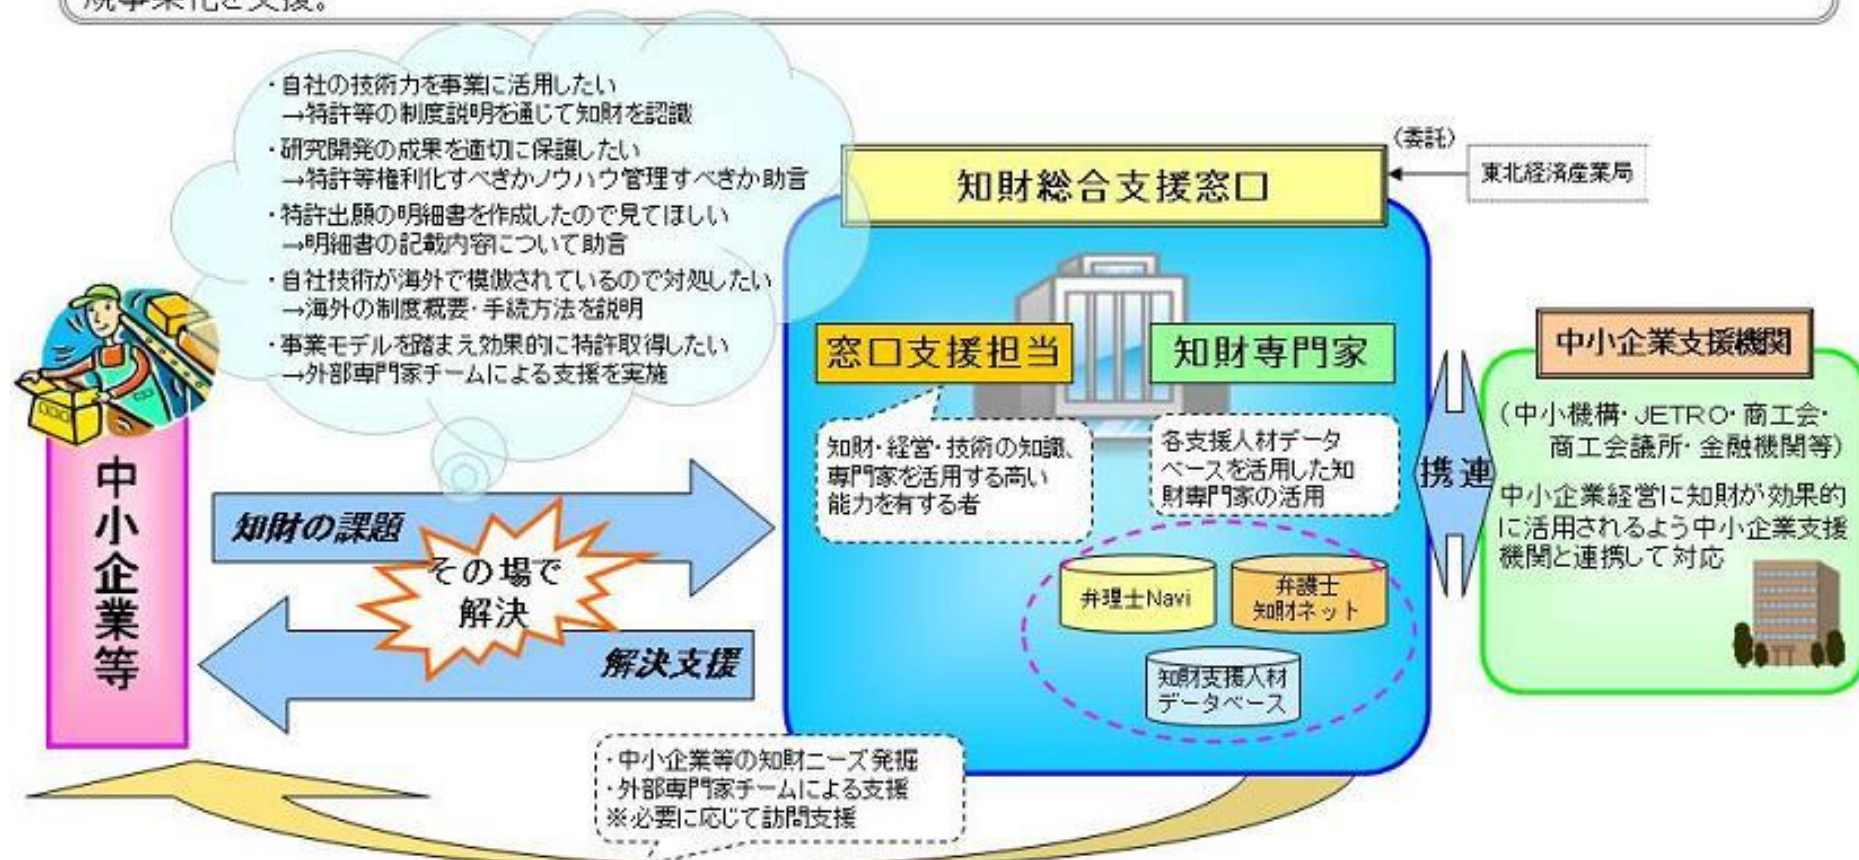 規事業化を支援。
・自社の技術力を事業に活用したい
→特許等の制度説明を通じて知財を認識
・研究開発の成果を適切に保護したい
→特許等権利化すべきかノウハウ管理すべきか助言
・特許出願の明細書を作成したので見てほしい
→明細書の記載内容について助言
・自社技術が海外で模倣されているので対処したい
→海外の制度概要・手続方法を説明
・事業モデルを踏まえ効果的に特許取得したい
→外部専門家チームによる支援を実施
(委託)
東北経済産業局
知財総合支援窓口
窓口支援担当
知財専門家
知財・経営・技術の知識、
専門家を活用する高い
能力を有する者
各支援人材データ
ベースを活用した知
財専門家の活用
弁理士Navi
弁護士
知財ネット
知財支援人材
データベース
携連
中小企業支援機関
(中小機構・JETRO・商工会・
商工会議所・金融機関等)
中小企業経営に知財が効果的
に活用されるよう中小企業支援
機関と連携して対応
中小企業等
知財の課題
その場で
解決
解決支援
・中小企業等の知財ニーズ発掘
・外部専門家チームによる支援
※必要に応じて訪問支援